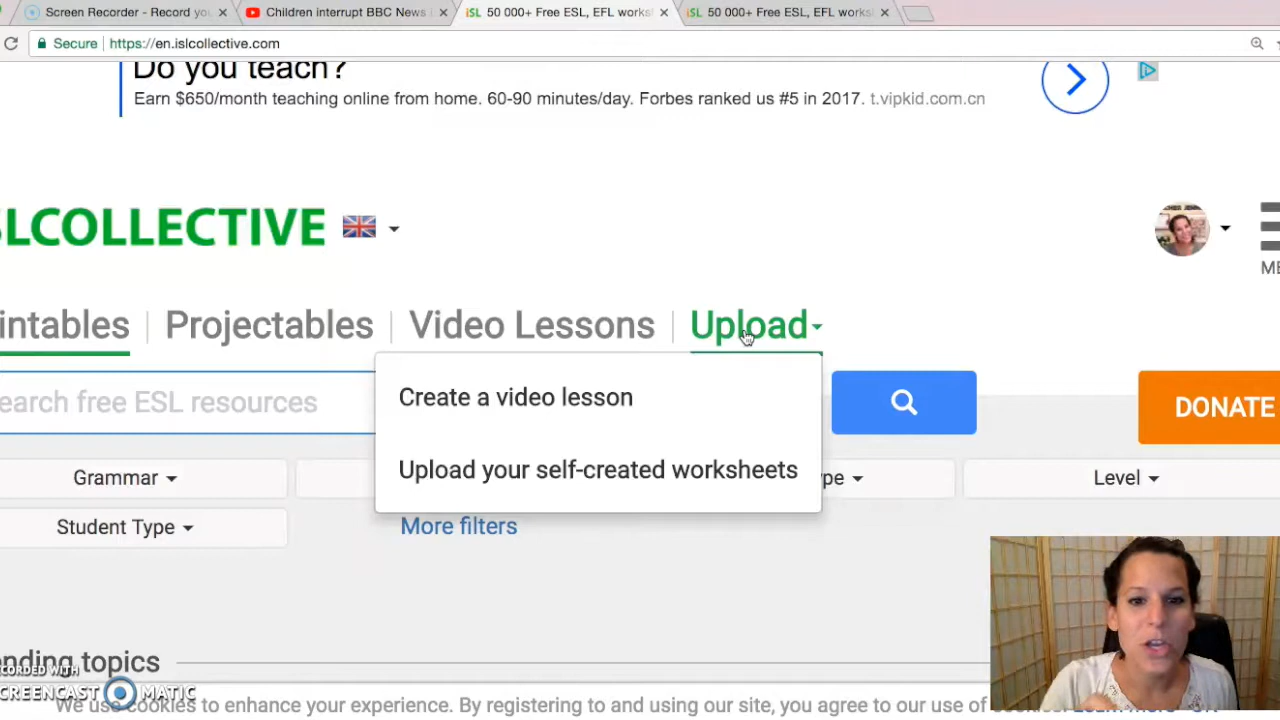 Screen Recorder - Record yo
Children interrupt BBC News i
iSL 50 000+ Free ESL, EFL works
iSL 50 000+ Free ESL, EFL works
Secure https://en.islcollective.com
Do you teach?
Earn $650/month teaching online from home. 60-90 minutes/day. Forbes ranked us #5 in 2017. t.vipkid.com.cn
SLCOLLECTIVE
ME
intables Projectables Video Lessons Upload
earch free ESL resources
Create a video lesson
DONATE
Upload your self-created worksheets
Grammar
ype
Level
Student Type
More filters
nding topics
CORDED WITH
SCREENCAST MATIC
We use cookies to enhance your experience. By registering to and using our site, you agree to our use of cookies.